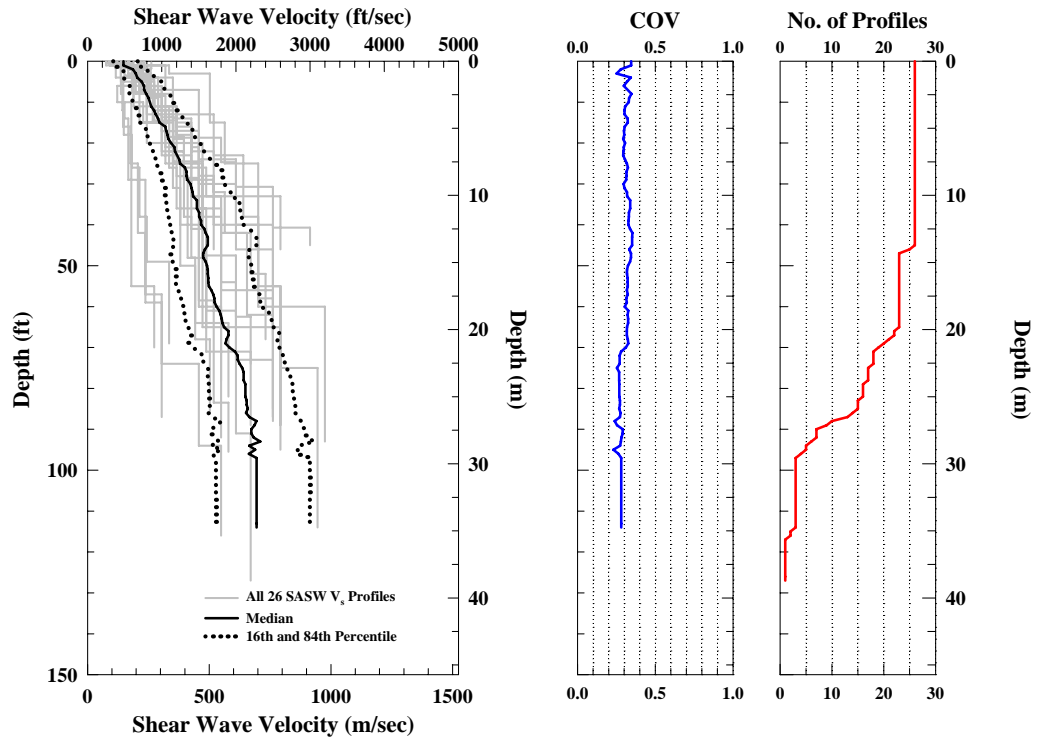 Shear Wave Velocity (ft/sec)
0 1000 2000 3000 4000 5000
0
50
100
150
Depth (ft)
0
10
20
30
40
Depth (m)
All 26 SASW Vs Profiles
Median
16th and 84th Percentile
0 500 1000 1500
Shear Wave Velocity (m/sec)
COV
0.0 0.5 1.0
0.0 0.5 1.0
No. of Profiles
0 10 20 30
0
10
20
30
40
Depth (m)
0 10 20 30